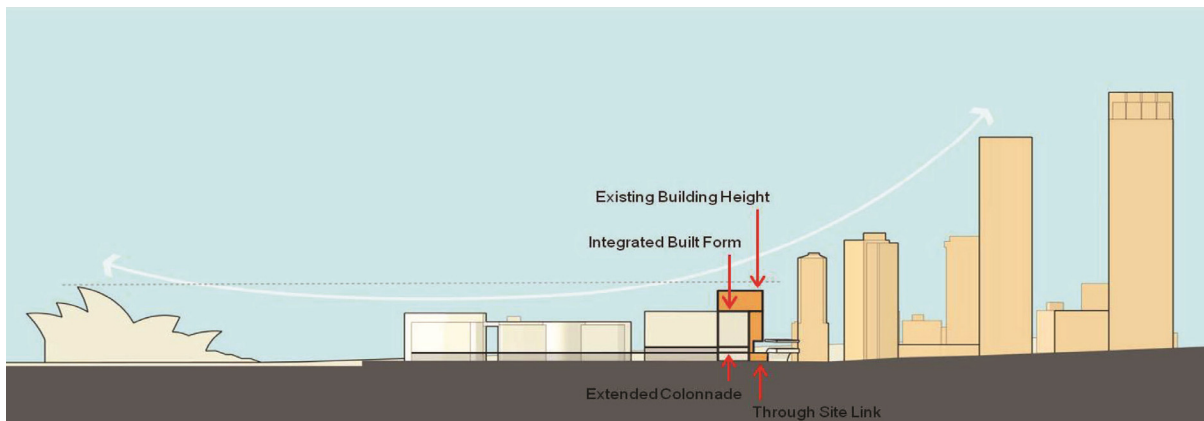 Existing Building Height
Integrated Built Form
Extended Colonnade
Through Site Link